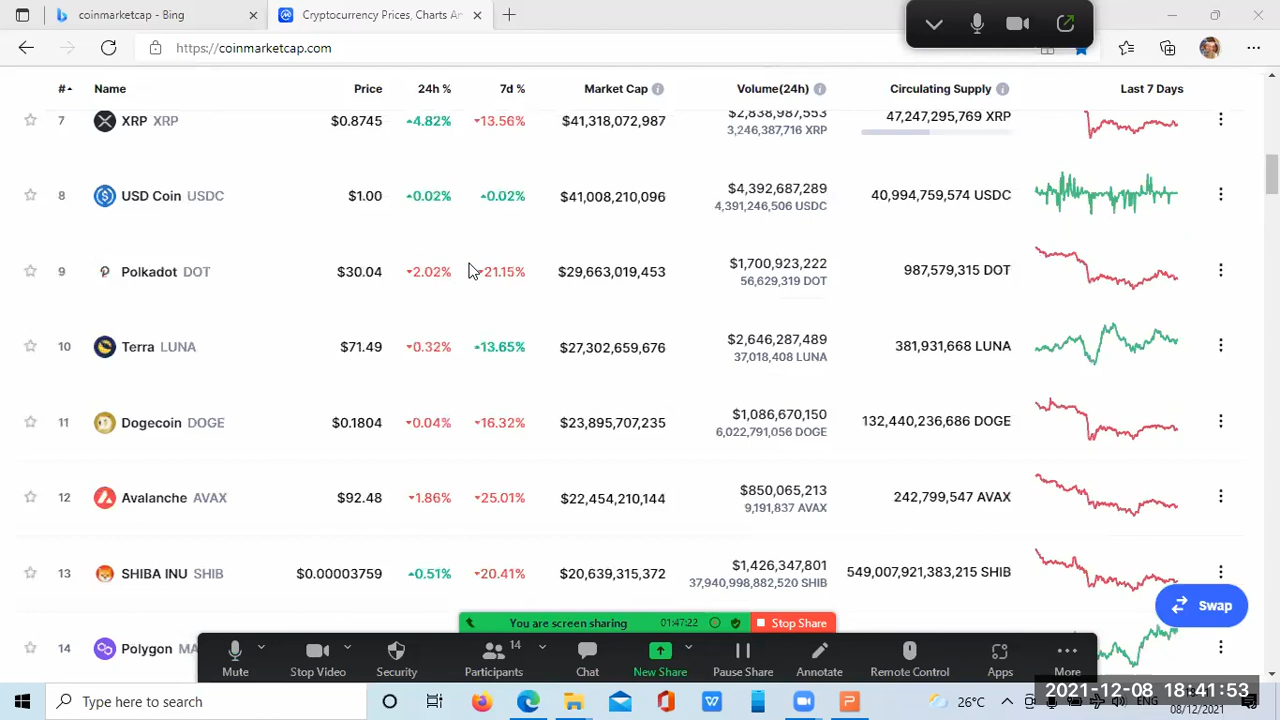 coinmarketcap - Bing
Cryptocurrency Prices, Charts An
https://coinmarketcap.com
# Name Price 24h % 7d % Market Cap Volume(24h) Circulating Supply Last 7 Days
7 XRP XRP $0.8745 4.82% 13.56% $41,318,072,987 $2,838,987,553 47,247,295,769 XRP
3,246,387,716 XRP
8 USD Coin USDC $1.00 0.02% 0.02% $41,008,210,096 $4,392,687,289 40,994,759,574 USDC
4,391,246,506 USDC
9 Polkadot DOT $30.04 2.02% 21.15% $29,663,019,453 $1,700,923,222 987,579,315 DOT
56,629,319 DOT
10 Terra LUNA $71.49 0.32% 13.65% $27,302,659,676 $2,646,287,489 381,931,668 LUNA
37,018,408 LUNA
11 Dogecoin DOGE $0.1804 0.04% 16.32% $23,895,707,235 $1,086,670,150 132,440,236,686 DOGE
6,022,791,056 DOGE
12 Avalanche AVAX $92.48 1.86% 25.01% $22,454,210,144 $850,065,213 242,799,547 AVAX
9,191,837 AVAX
13 SHIBA INU SHIB $0.00003759 0.51% 20.41% $20,639,315,372 $1,426,347,801 549,007,921,383,215 SHIB
37,940,998,882,520 SHIB
Swap
You are screen sharing 01:47:22 Stop Share
14 Polygon MA
14
Mute Stop Video Security Participants Chat New Share Pause Share Annotate Remote Control Apps More
Type here to search
26°C
ENG
2021-12-08 18:41:53
08/12/2021